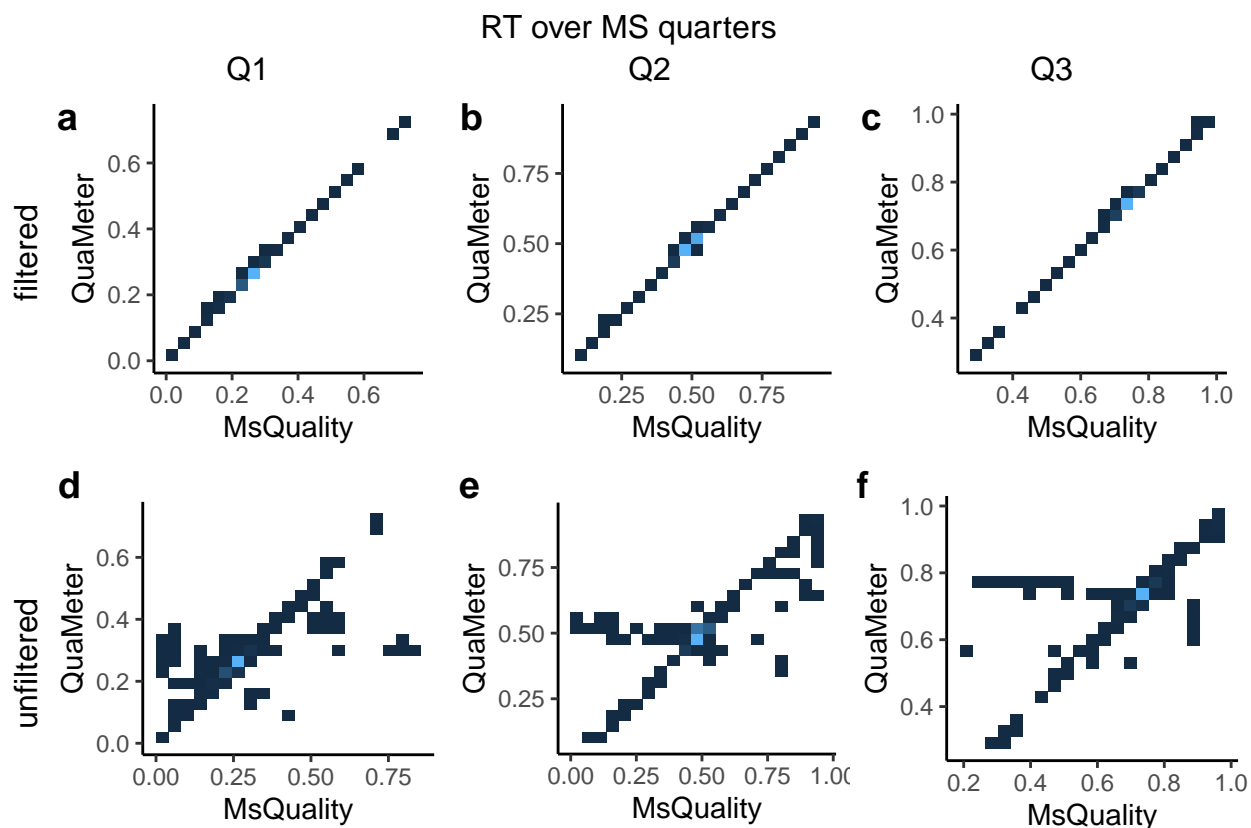 RT over MS quarters
Q1 Q2 Q3
a b c
filtered
QuaMeter QuaMeter QuaMeter
0.6 0.4 0.2 0.0
0.75 0.50 0.25
1.0 0.8 0.6 0.4
0.0 0.2 0.4 0.6
0.25 0.50 0.75
0.4 0.6 0.8 1.0
MsQuality MsQuality MsQuality
d e f
unfiltered
QuaMeter QuaMeter QuaMeter
0.6 0.4 0.2 0.0
0.75 0.50 0.25
1.0 0.8 0.6 0.4
0.00 0.25 0.50 0.75
0.00 0.25 0.50 0.75 1.0
0.2 0.4 0.6 0.8 1.0
MsQuality MsQuality MsQuality